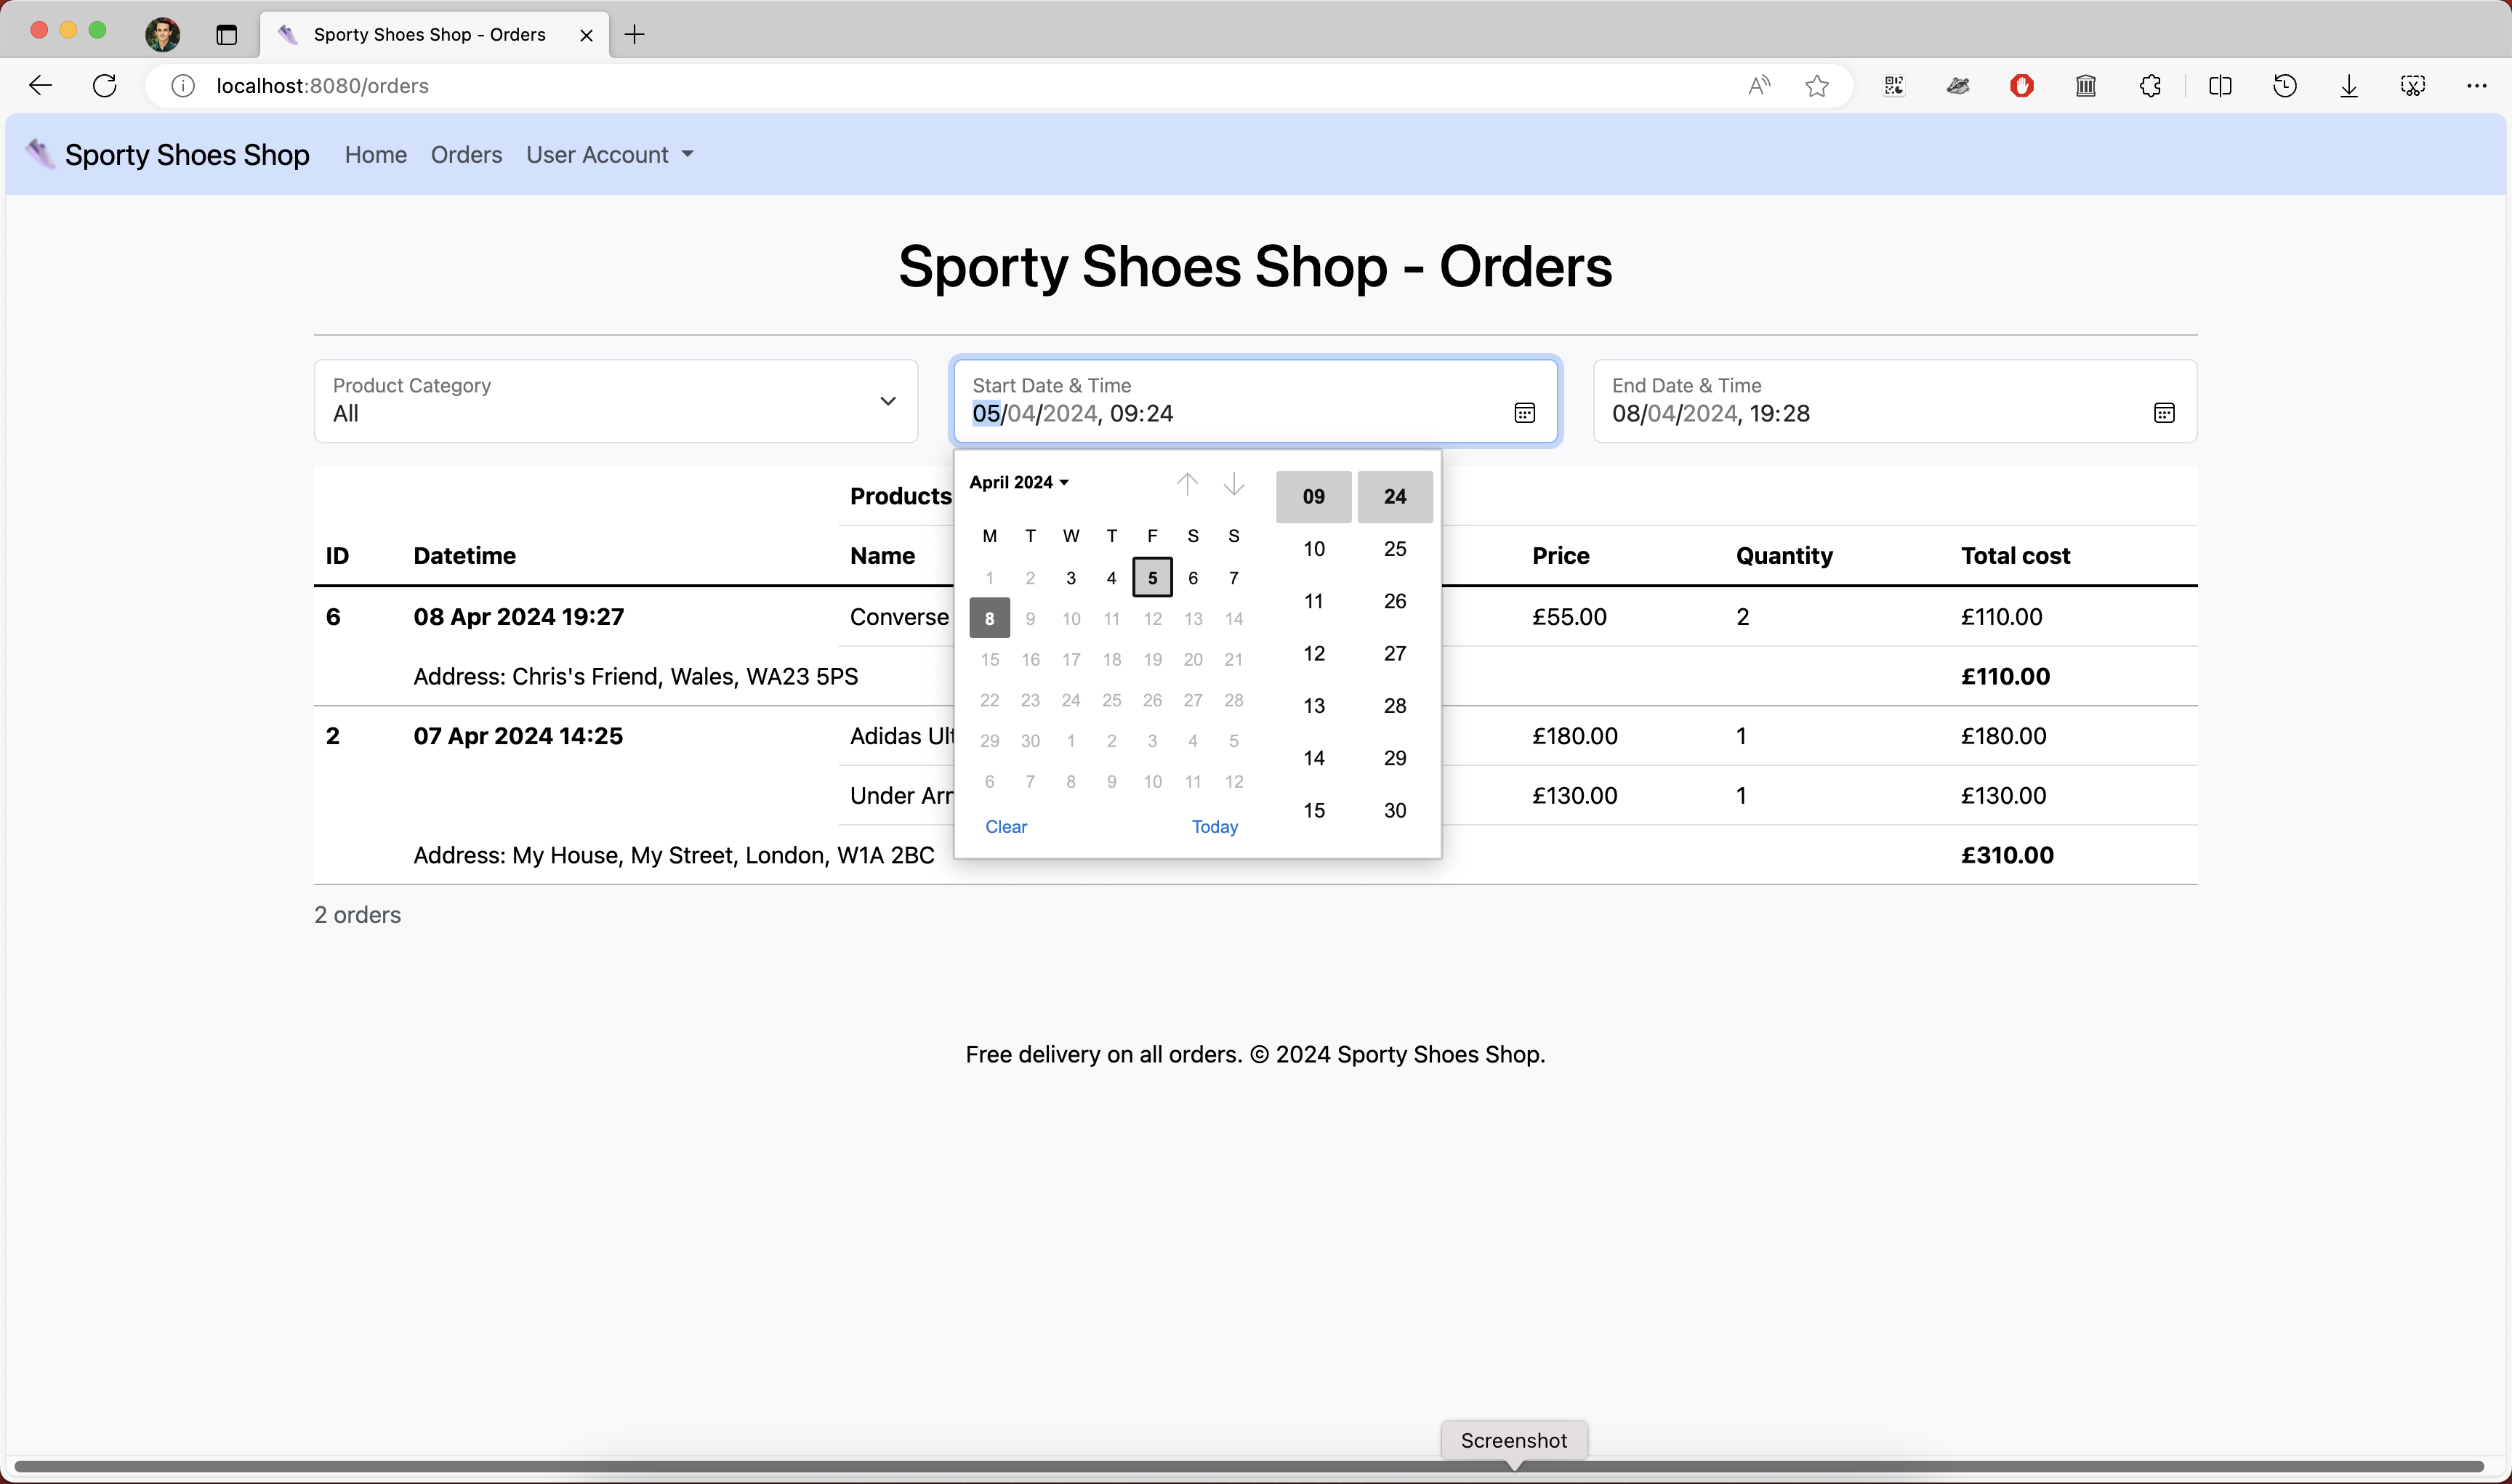 Sporty Shoes Shop - Orders
localhost:8080/orders
Sporty Shoes Shop Home Orders User Account
Sporty Shoes Shop - Orders
Product Category
All
Start Date & Time
05/04/2024, 09:24
End Date & Time
08/04/2024, 19:28
April 2024
M T W T F S S
1 2 3 4 5 6 7
8 9 10 11 12 13 14
15 16 17 18 19 20 21
22 23 24 25 26 27 28
29 30 1 2 3 4 5
6 7 8 9 10 11 12
Clear Today
09 24
10 25
11 26
12 27
13 28
14 29
15 30
Products
ID Datetime Name Price Quantity Total cost
6 08 Apr 2024 19:27 Converse £55.00 2 £110.00
Address: Chris's Friend, Wales, WA23 5PS £110.00
2 07 Apr 2024 14:25 Adidas Ult £180.00 1 £180.00
Under Arr £130.00 1 £130.00
Address: My House, My Street, London, W1A 2BC £310.00
2 orders
Free delivery on all orders. © 2024 Sporty Shoes Shop.
Screenshot